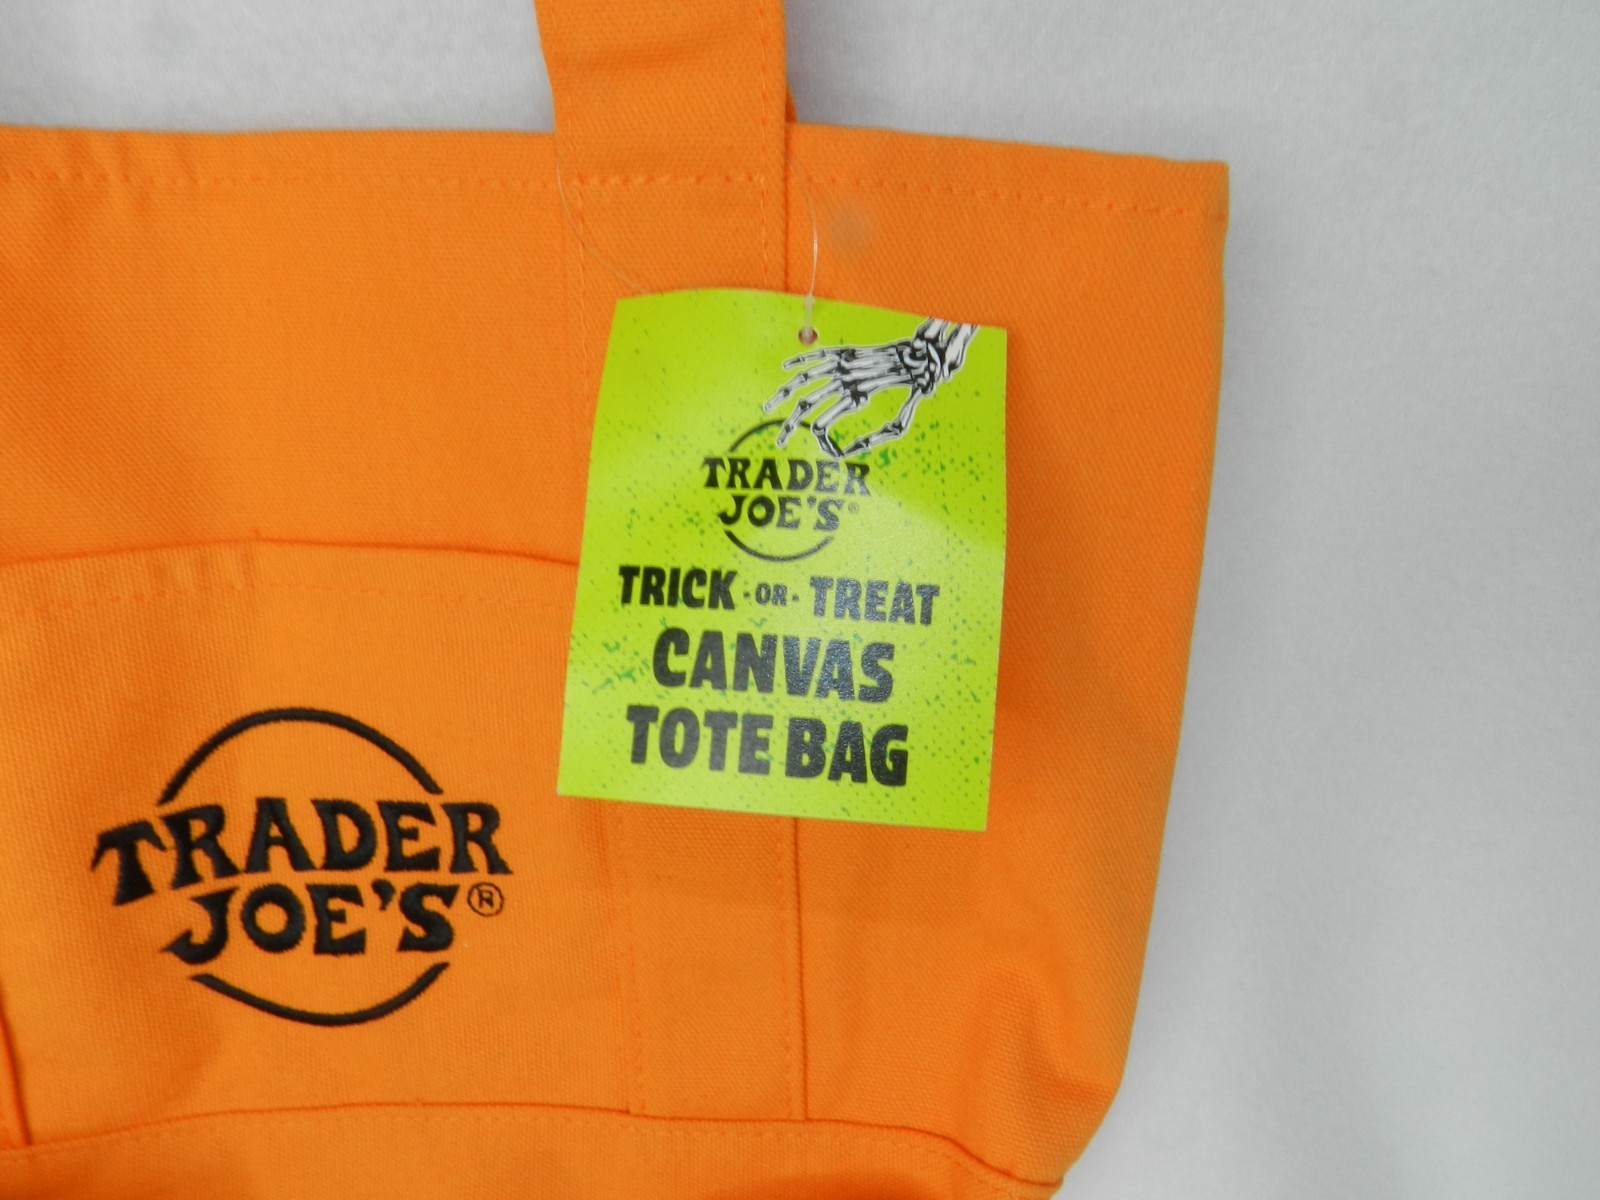 TRADER
JOE'S®
TRICK -OR- TREAT
CANVAS
TOTE BAG
TRADER
JOE'S®